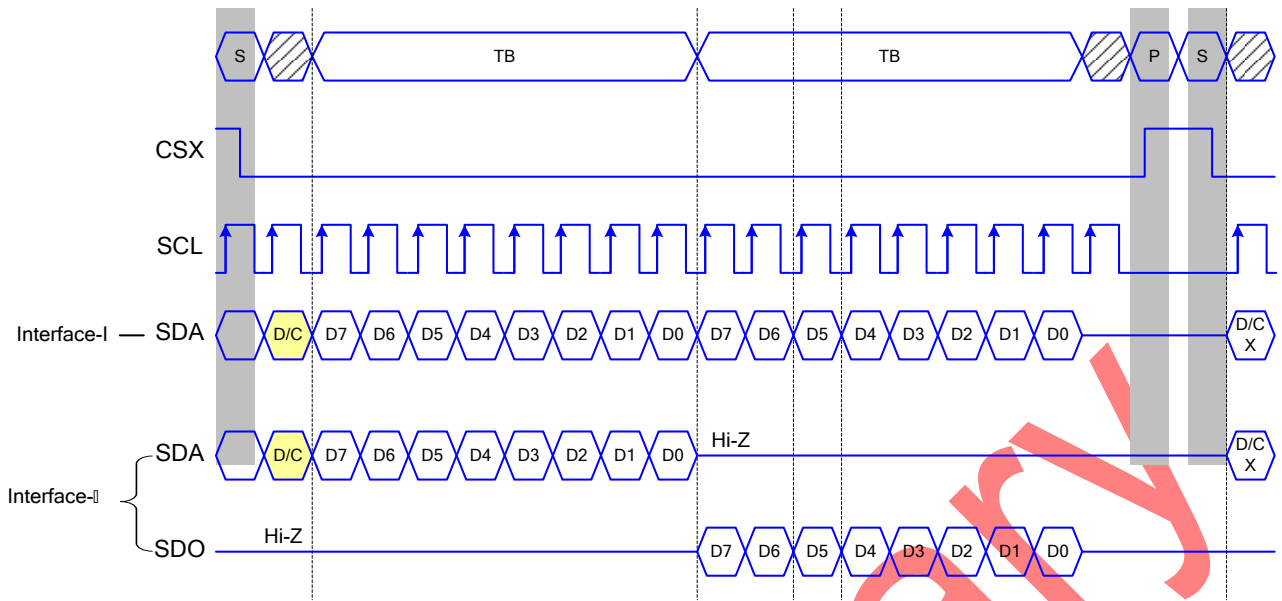 S TB TB P S
CSX
SCL
Interface-I SDA D/C D7 D6 D5 D4 D3 D2 D1 D0 D7 D6 D5 D4 D3 D2 D1 D0 D/C X
Hi-Z
SDA D/C D7 D6 D5 D4 D3 D2 D1 D0 D/C X
Interface-
Hi-Z
SDO D7 D6 D5 D4 D3 D2 D1 D0
ary